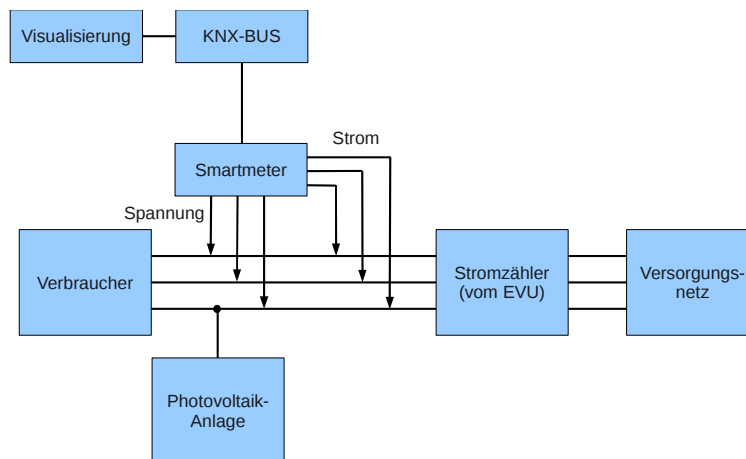 Visualisierung
KNX-BUS
Strom
Smartmeter
Spannung
Verbraucher
Stromzähler
(vom EVU)
Versorgungs-
netz
Photovoltaik-
Anlage